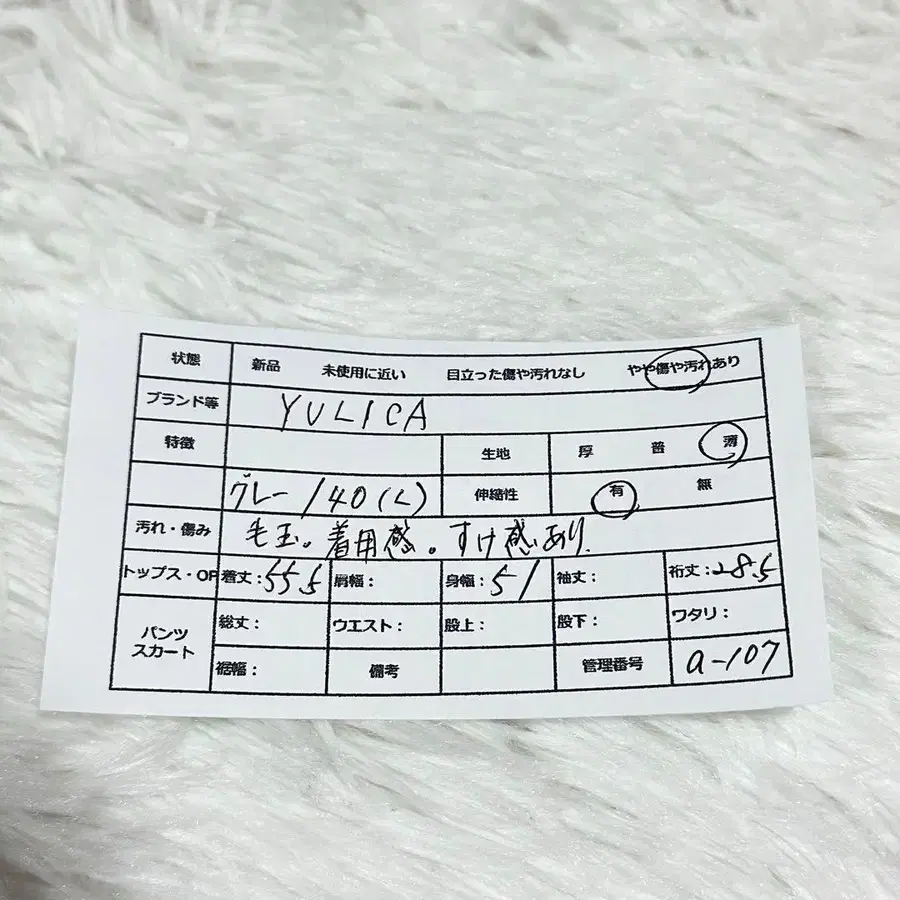 状態 新品 未使用に近い 目立った傷や汚れなし やや傷や汚れあり
ブランド等 YULICA
特徴 生地 厚 普 薄
グレー/40(L) 伸縮性 有 無
汚れ・傷み 毛玉。着用感。すけ感あり.
トップス・OP 着丈：55.5 肩幅： 身幅：51 袖丈： 裄丈：28.5
パンツ スカート 総丈： ウエスト： 股上： 股下： ワタリ：
裾幅： 備考 管理番号 a-107